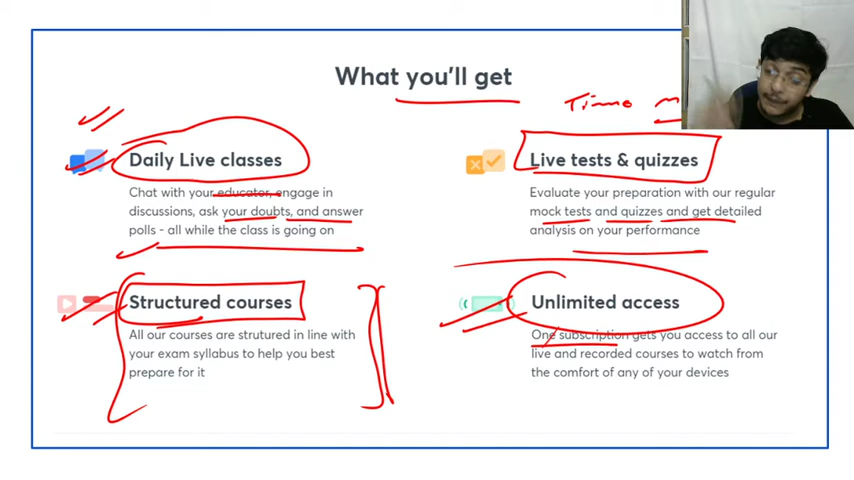 What you'll get
Time
Daily Live classes
Chat with your educator, engage in
discussions, ask your doubts, and answer
polls - all while the class is going on
Live tests & quizzes
Evaluate your preparation with our regular
mock tests and quizzes and get detailed
analysis on your performance
Structured courses
All our courses are strutured in line with
your exam syllabus to help you best
prepare for it
Unlimited access
One subscription gets you access to all our
live and recorded courses to watch from
the comfort of any of your devices